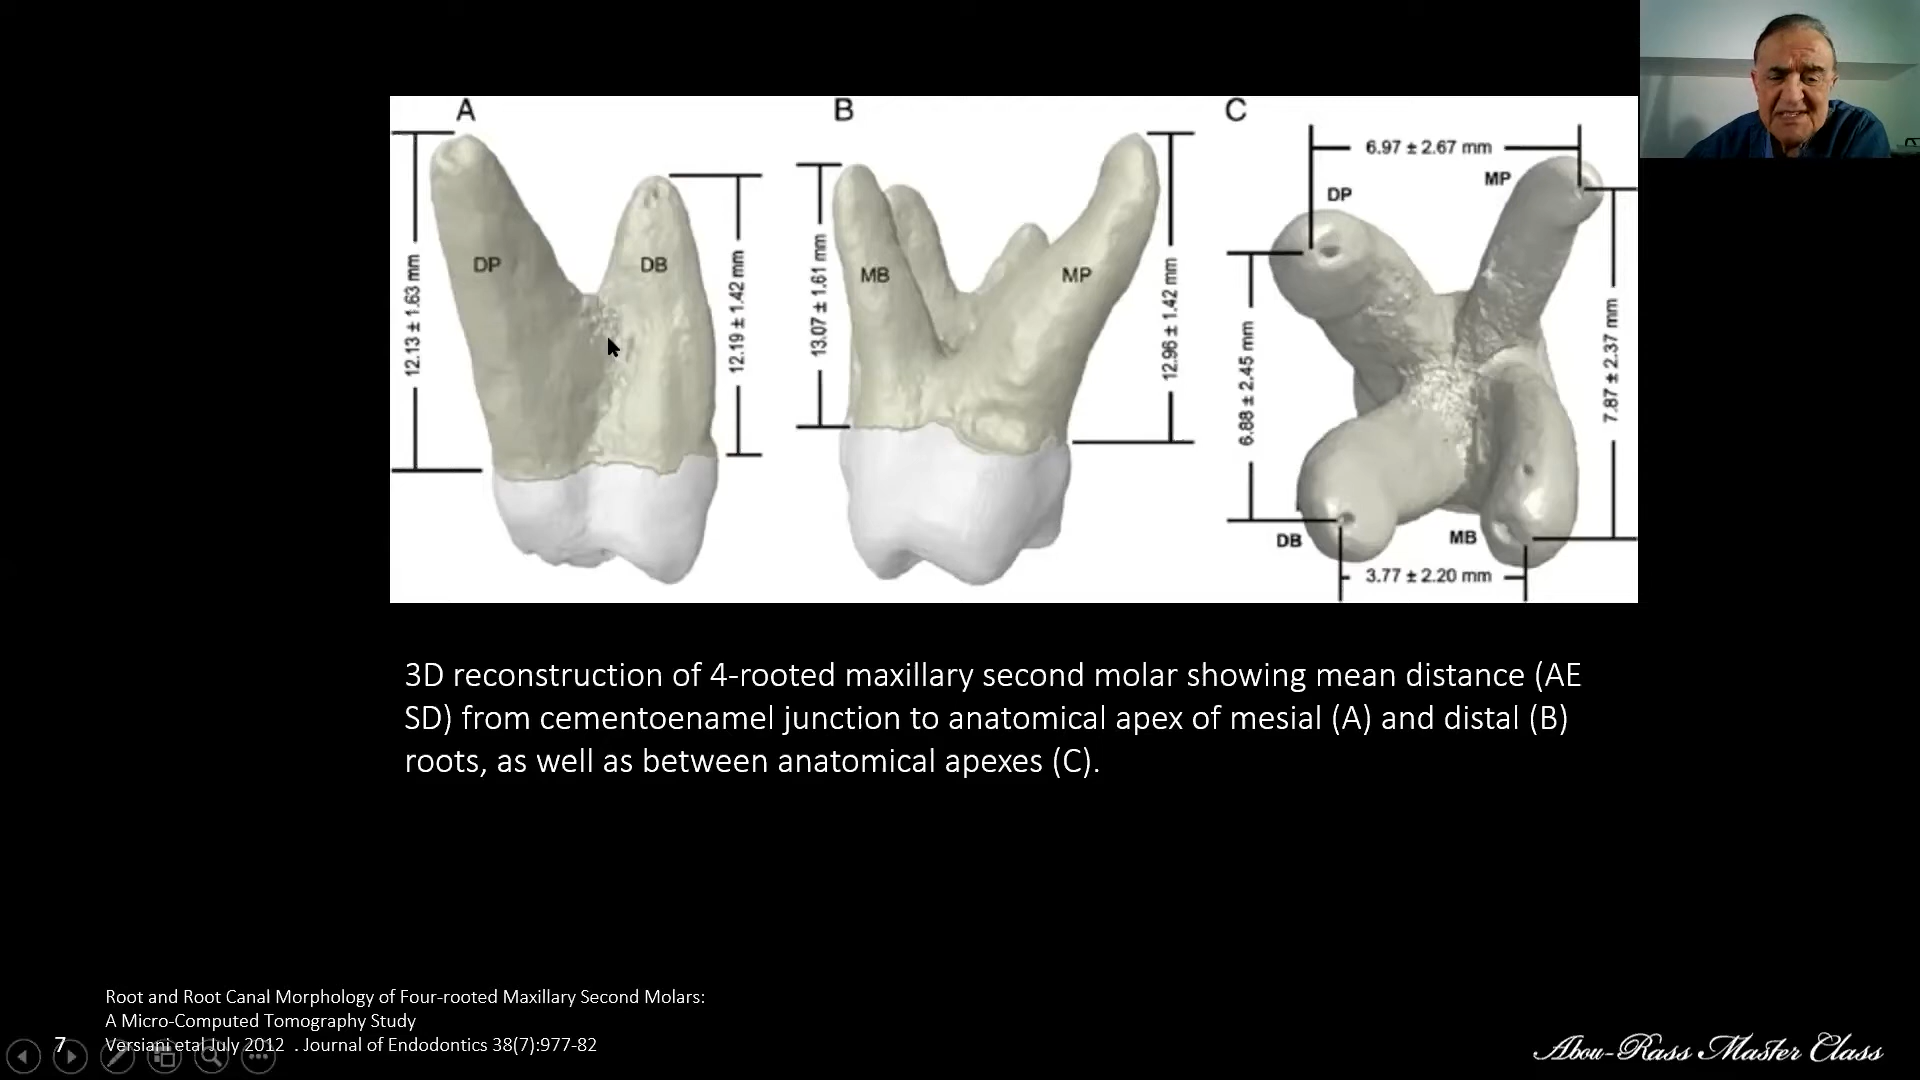 A
B
C
12.13 ± 1.63 mm
DP
DB
12.19 ± 1.42 mm
13.07 ± 1.61 mm
MB
MP
12.96 ± 1.42 mm
6.97 ± 2.67 mm
DP
MP
6.88 ± 2.45 mm
7.87 ± 2.37 mm
DB
MB
3.77 ± 2.20 mm
3D reconstruction of 4-rooted maxillary second molar showing mean distance (AE
SD) from cementoenamel junction to anatomical apex of mesial (A) and distal (B)
roots, as well as between anatomical apexes (C).
Root and Root Canal Morphology of Four-rooted Maxillary Second Molars:
A Micro-Computed Tomography Study
7
Versiani etal July 2012 . Journal of Endodontics 38(7):977-82
Abou-Rass Master Class